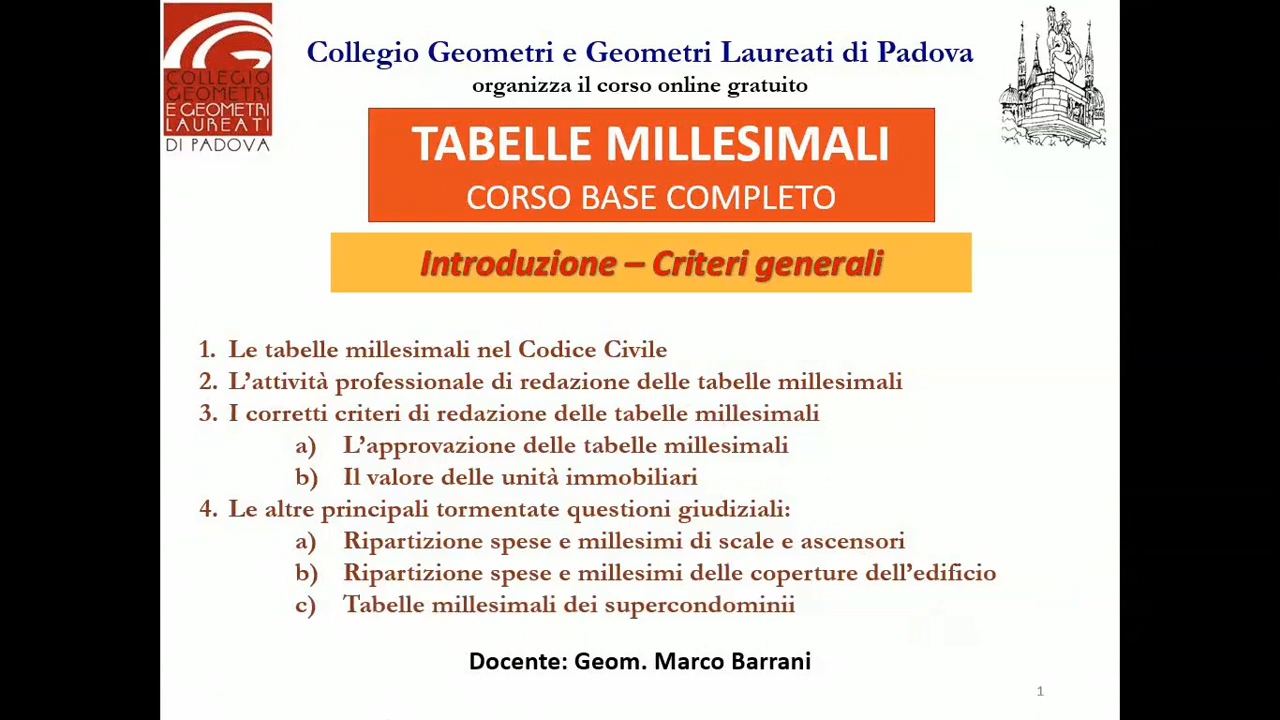 COLLEGIO
GEOMETRI
E GEOMETRI
LAUREATI
DI PADOVA
Collegio Geometri e Geometri Laureati di Padova
organizza il corso online gratuito
TABELLE MILLESIMALI
CORSO BASE COMPLETO
Introduzione – Criteri generali
1. Le tabelle millesimali nel Codice Civile
2. L’attività professionale di redazione delle tabelle millesimali
3. I corretti criteri di redazione delle tabelle millesimali
a) L’approvazione delle tabelle millesimali
b) Il valore delle unità immobiliari
4. Le altre principali tormentate questioni giudiziali:
a) Ripartizione spese e millesimi di scale e ascensori
b) Ripartizione spese e millesimi delle coperture dell’edificio
c) Tabelle millesimali dei supercondominii
Docente: Geom. Marco Barrani
1